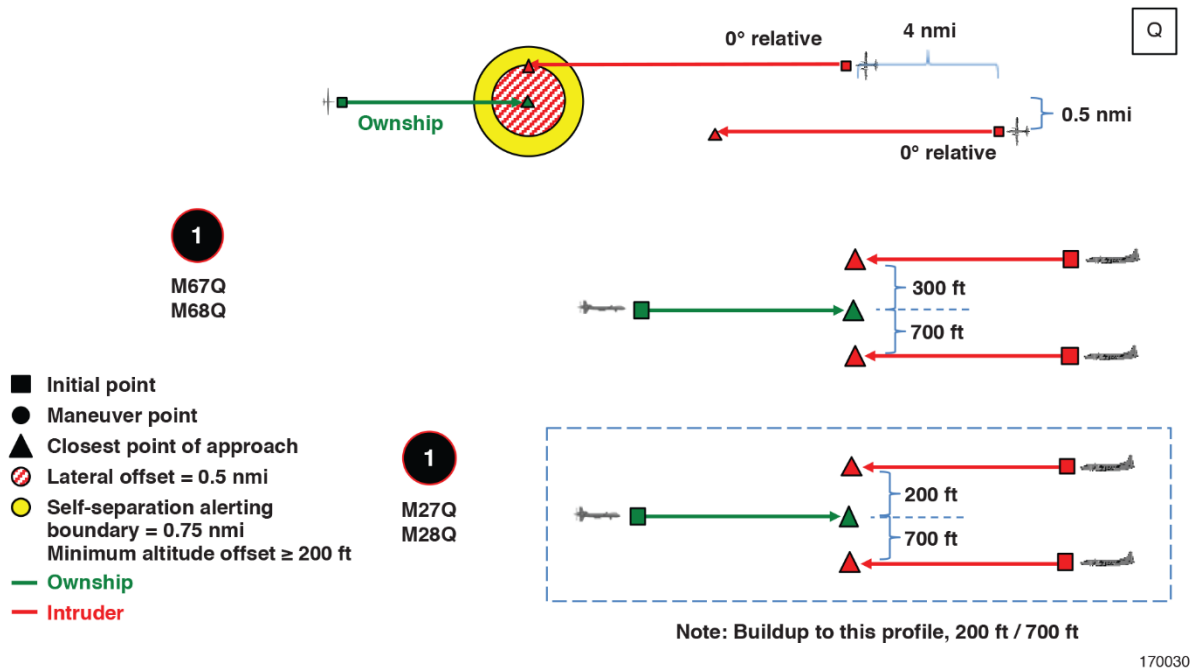 Q
0° relative
4 nmi
Ownship
0.5 nmi
0° relative
1
M67Q
M68Q
300 ft
700 ft
Initial point
Maneuver point
Closest point of approach
Lateral offset = 0.5 nmi
Self-separation alerting
boundary = 0.75 nmi
Minimum altitude offset ≥ 200 ft
Ownship
Intruder
1
M27Q
M28Q
200 ft
700 ft
Note: Buildup to this profile, 200 ft / 700 ft
170030